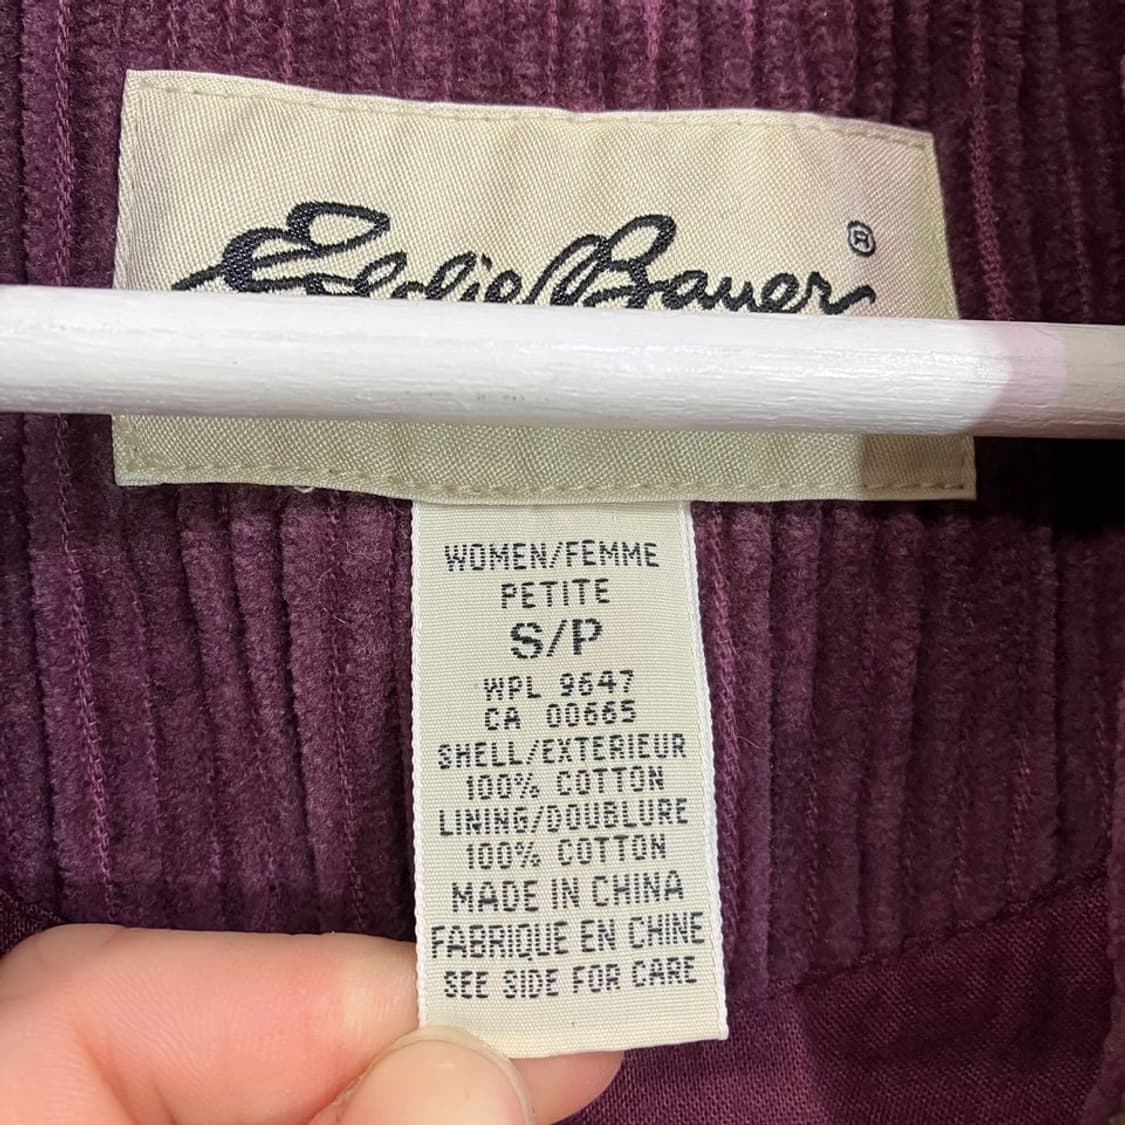 Eddie Bauer ®
WOMEN/FEMME
PETITE
S/P
WPL 9647
CA 00665
SHELL/EXTERIEUR
100% COTTON
LINING/DOUBLURE
100% COTTON
MADE IN CHINA
FABRIQUE EN CHINE
SEE SIDE FOR CARE